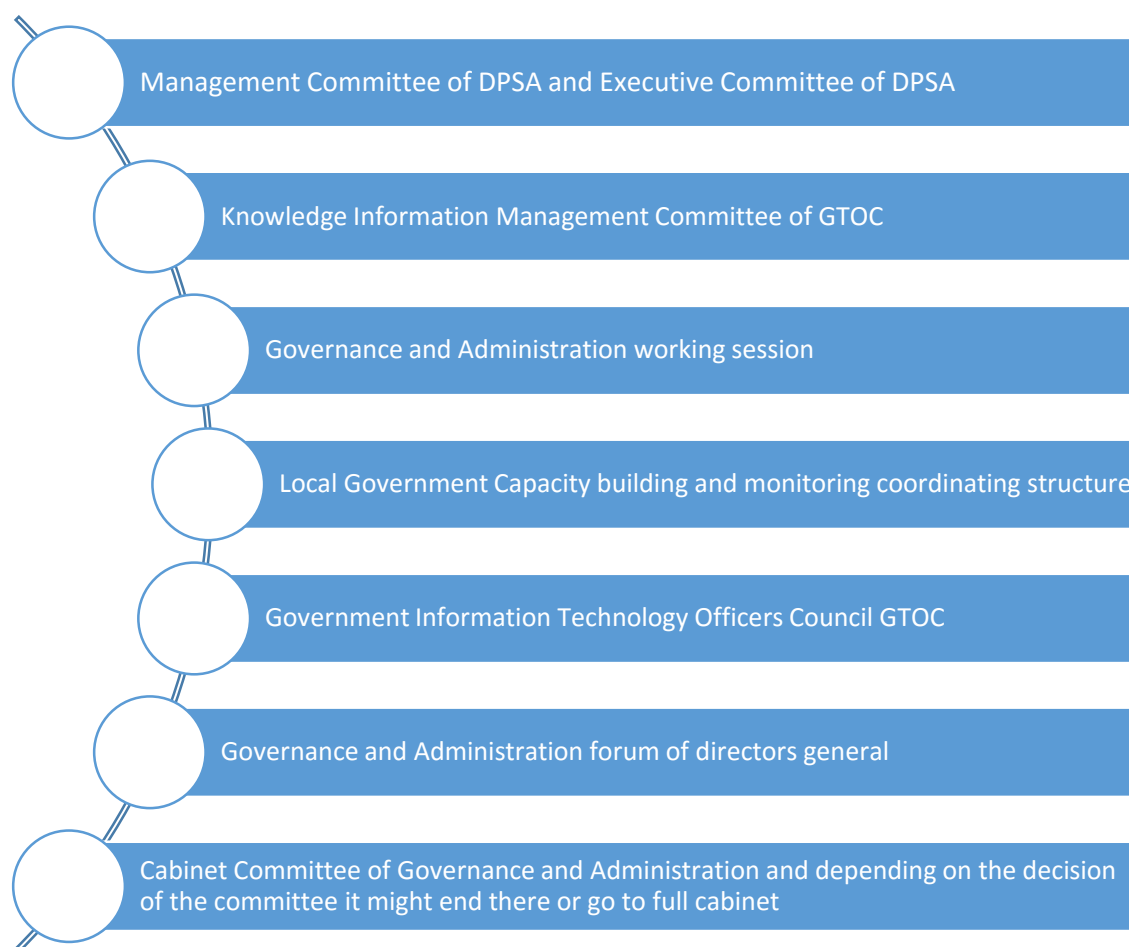 Management Committee of DPSA and Executive Committee of DPSA
Knowledge Information Management Committee of GTOC
Governance and Administration working session
Local Government Capacity building and monitoring coordinating structure
Government Information Technology Officers Council GTOC
Governance and Administration forum of directors general
Cabinet Committee of Governance and Administration and depending on the decision
of the committee it might end there or go to full cabinet